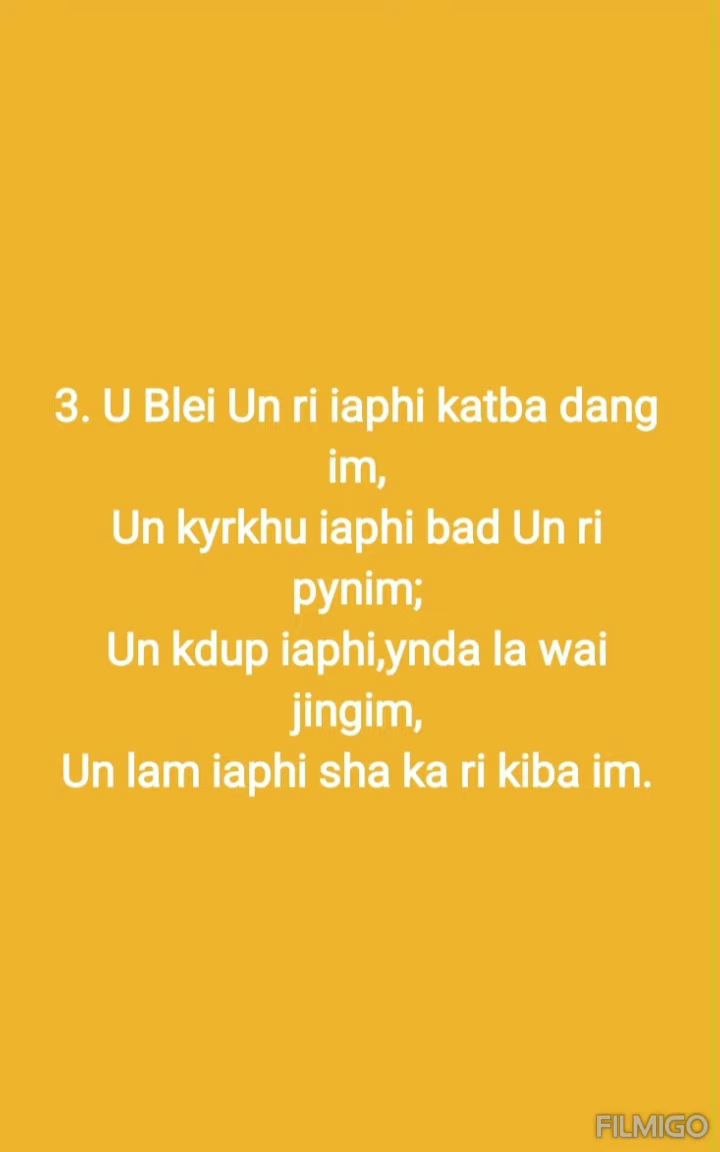 3. U Blei Un ri iaphi katba dang
im,
Un kyrkhu iaphi bad Un ri
pynim;
Un kdup iaphi,ynda la wai
jingim,
Un lam iaphi sha ka ri kiba im.
FILMIGO